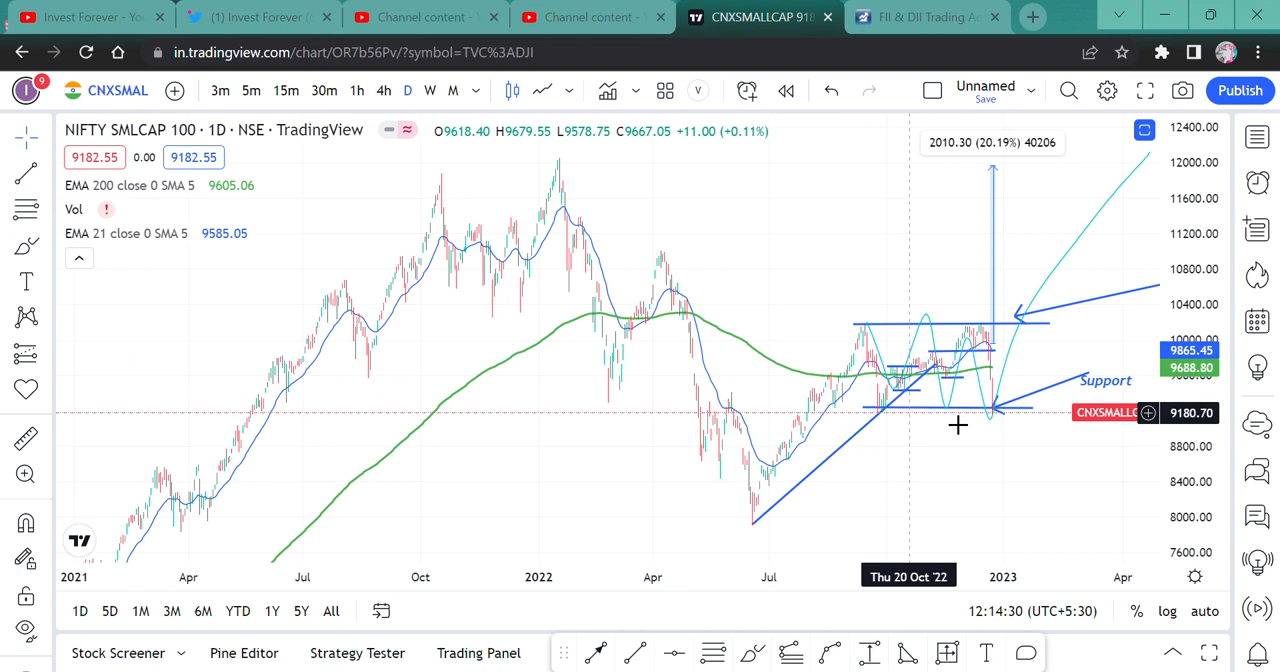 Invest Forever - Yo
(1) Invest Forever (
Channel content -
Channel content -
CNXSMALLCAP 918
FII & DII Trading A
in.tradingview.com/chart/OR7b56Pv/?symbol=TVC%3ADJI
I 9 CNXSMAL 3m 5m 15m 30m 1h 4h D W M V Unnamed Save Publish
NIFTY SMLCAP 100 · 1D · NSE · TradingView O9618.40 H9679.55 L9578.75 C9667.05 +11.00 (+0.11%)
9182.55 0.00 9182.55
EMA 200 close 0 SMA 5 9605.06
Vol !
EMA 21 close 0 SMA 5 9585.05
2010.30 (20.19%) 40206
Support
12400.00
12000.00
11600.00
11200.00
10800.00
10400.00
10000.00
9865.45
9688.80
CNXSMALLC 9180.70
8800.00
8400.00
8000.00
7600.00
2021 Apr Jul Oct 2022 Apr Jul Thu 20 Oct '22 2023 Apr
1D 5D 1M 3M 6M YTD 1Y 5Y All 12:14:30 (UTC+5:30) % log auto
Stock Screener Pine Editor Strategy Tester Trading Panel